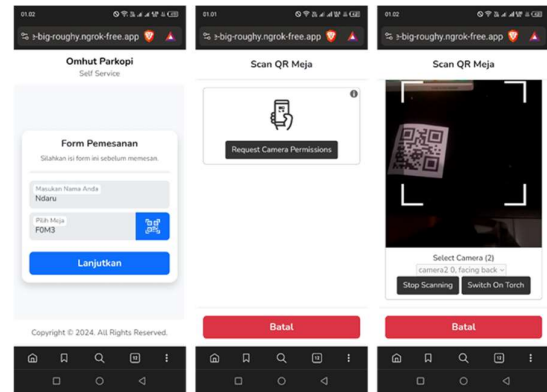 01.02
ɛ-big-roughy.ngrok-free.app
Omhut Parkopi
Self Service
Form Pemesanan
Silahkan isi form ini sebelum memesan.
Masukan Nama Anda
Ndaru
Pilih Meja
F0M3
Lanjutkan
Copyright © 2024. All Rights Reserved.
01.01
-big-roughy.ngrok-free.app
Scan QR Meja
Request Camera Permissions
Batal
01.02
-big-roughy.ngrok-free.app
Scan QR Meja
Select Camera (2)
camera2 0, facing back
Stop Scanning
Switch On Torch
Batal